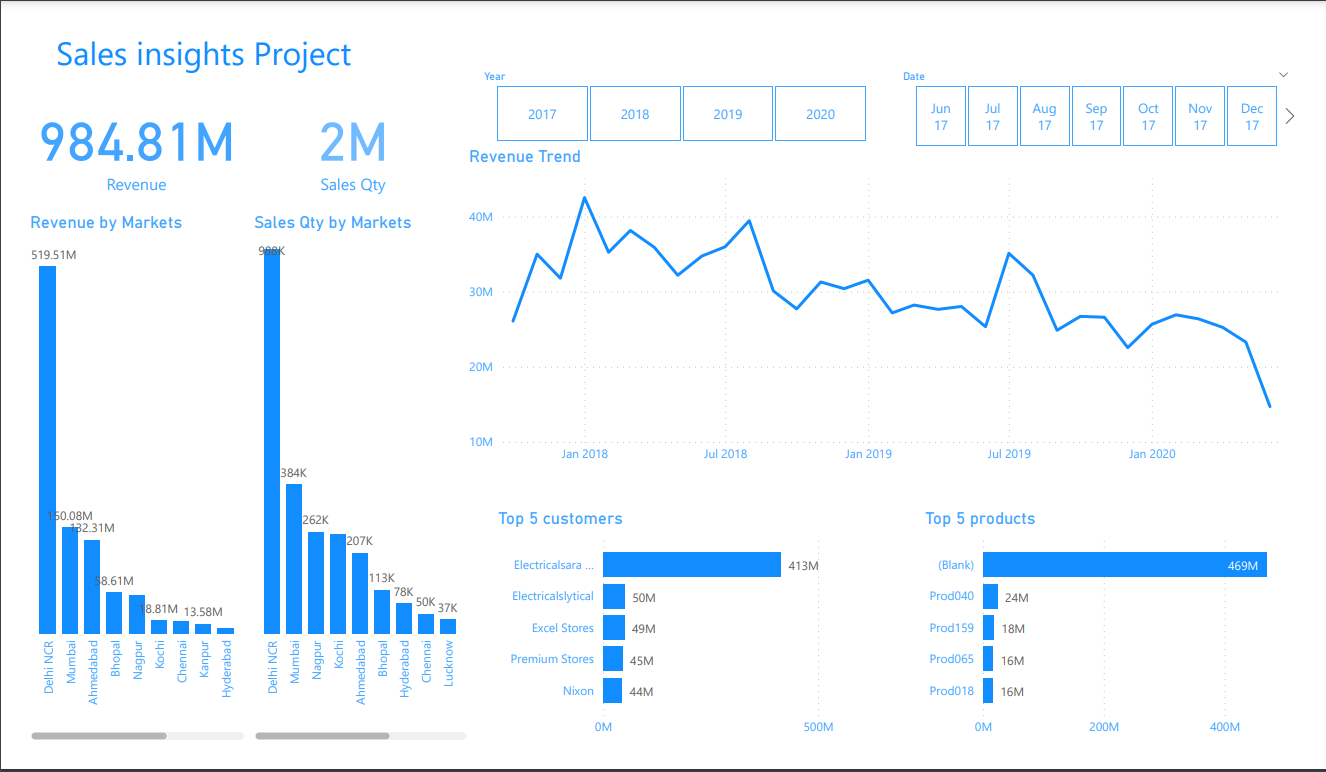 Sales insights Project
984.81M
Revenue
2M
Sales Qty
Year
2017
2018
2019
2020
Date
Jun
17
Jul
17
Aug
17
Sep
17
Oct
17
Nov
17
Dec
17
Revenue by Markets
519.51M
150.08M
132.31M
58.61M
18.81M
13.58M
Delhi NCR
Mumbai
Ahmedabad
Bhopal
Nagpur
Kochi
Chennai
Kanpur
Hyderabad
Sales Qty by Markets
988K
384K
262K
207K
113K
78K
50K
37K
Delhi NCR
Mumbai
Nagpur
Kochi
Ahmedabad
Bhopal
Hyderabad
Chennai
Lucknow
Revenue Trend
40M
30M
20M
10M
Jan 2018
Jul 2018
Jan 2019
Jul 2019
Jan 2020
Top 5 customers
Electricalsara ...
413M
Electricalslytical
50M
Excel Stores
49M
Premium Stores
45M
Nixon
44M
0M
500M
Top 5 products
(Blank)
469M
Prod040
24M
Prod159
18M
Prod065
16M
Prod018
16M
0M
200M
400M